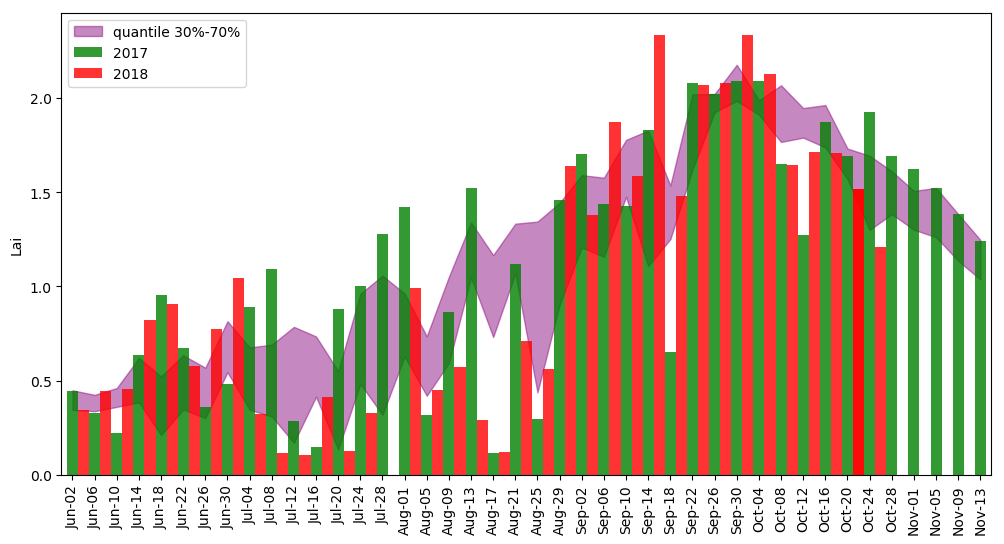 quantile 30%-70%
2017
2018
Lai
2.0
1.5
1.0
0.5
0.0
Jun-02
Jun-06
Jun-10
Jun-14
Jun-18
Jun-22
Jun-26
Jun-30
Jul-04
Jul-08
Jul-12
Jul-16
Jul-20
Jul-24
Jul-28
Aug-01
Aug-05
Aug-09
Aug-13
Aug-17
Aug-21
Aug-25
Aug-29
Sep-02
Sep-06
Sep-10
Sep-14
Sep-18
Sep-22
Sep-26
Sep-30
Oct-04
Oct-08
Oct-12
Oct-16
Oct-20
Oct-24
Oct-28
Nov-01
Nov-05
Nov-09
Nov-13